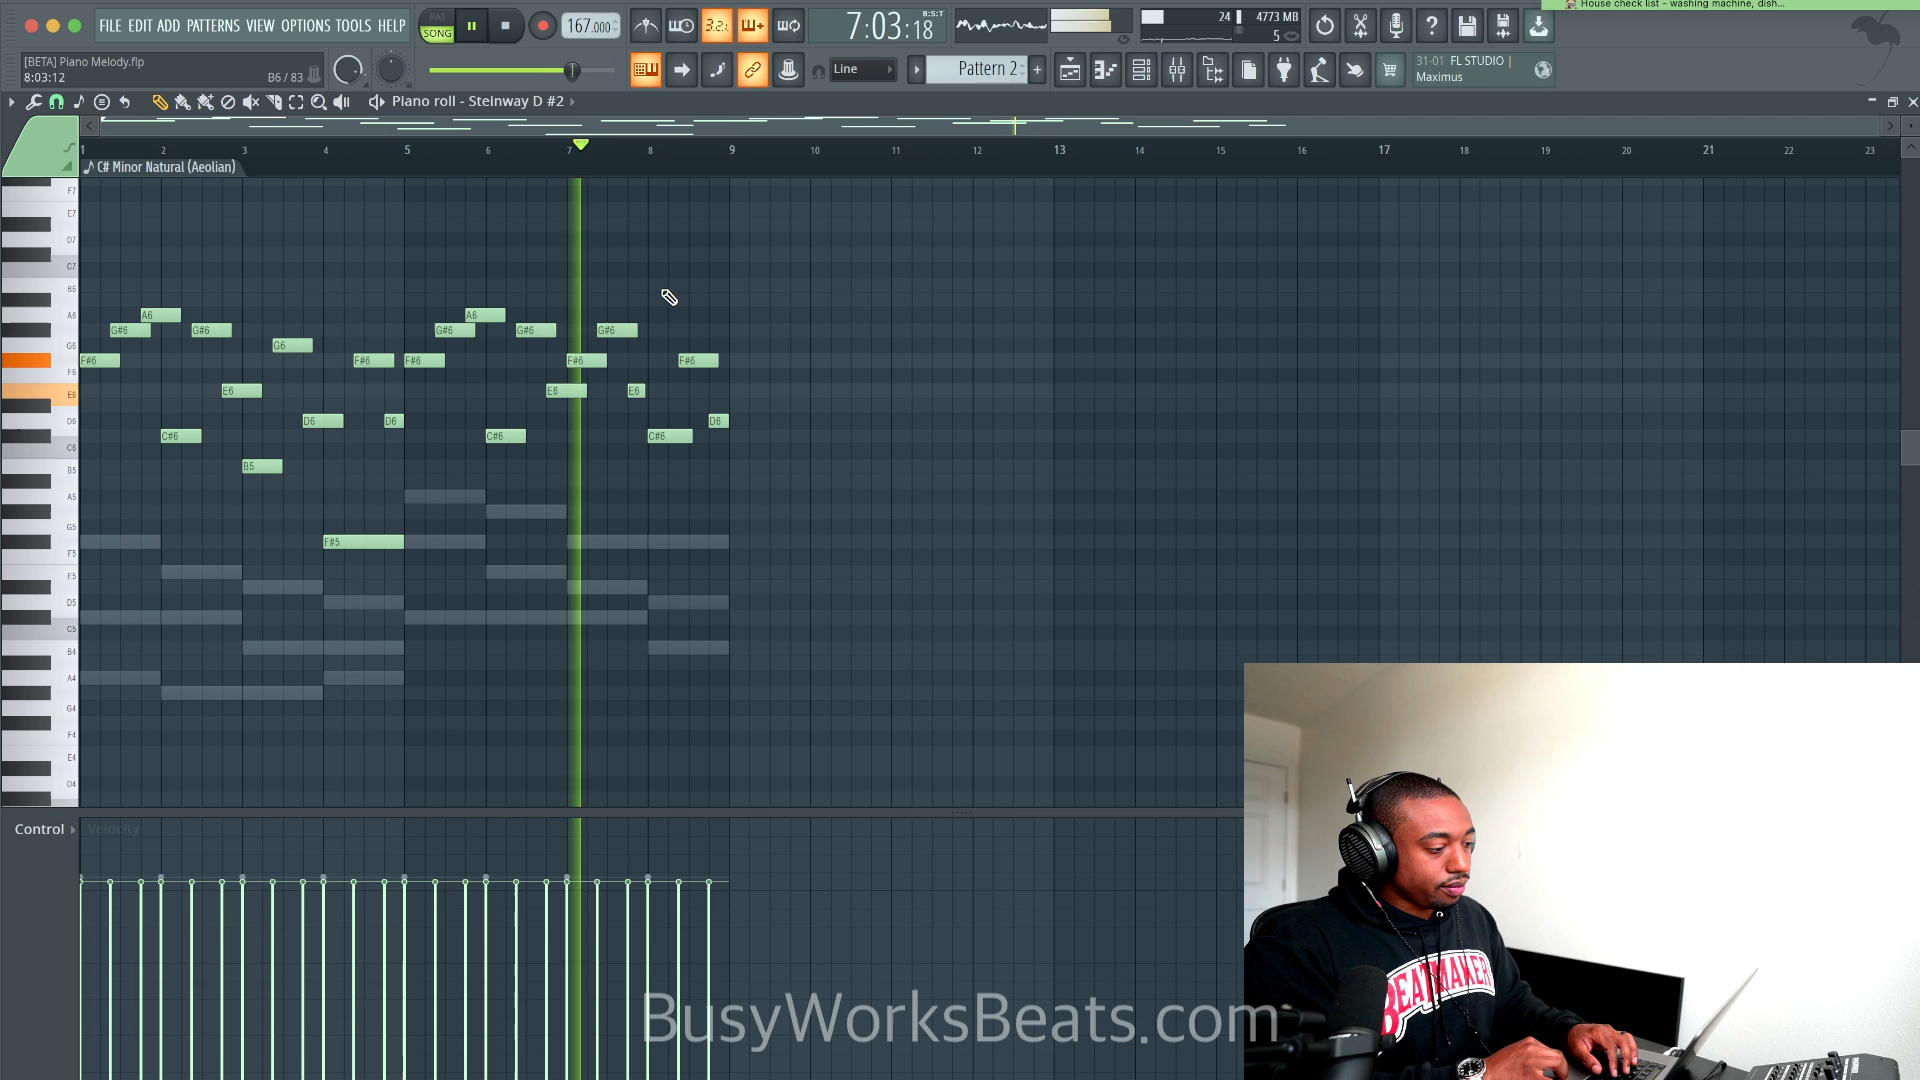 House check list - washing machine, dish...
FILE EDIT ADD PATTERNS VIEW OPTIONS TOOLS HELP
PAT
SONG
167.000
3.2.
7:03:18
B:S:T
24
4773 MB
5
[BETA] Piano Melody.flp
8:03:12
B6 / 83
Line
Pattern 2
31-01 FL STUDIO |
Maximus
Piano roll - Steinway D #2
1 2 3 4 5 6 7 8 9 10 11 12 13 14 15 16 17 18 19 20 21 22 23
C# Minor Natural (Aeolian)
F7
E7
D7
C7
B6
A6
A6
A6
G#6
G#6
G#6
G#6
G#6
G6
G6
F#6
F#6
F#6
F#6
F#6
F6
E6
E6
E6
E6
D6
D6
D6
D6
C#6
C#6
C#6
C6
B5
B5
A5
G5
F#5
F5
E5
D5
C5
B4
A4
G4
F4
E4
D4
Control
Velocity
BEATMAKER
BusyWorksBeats.com